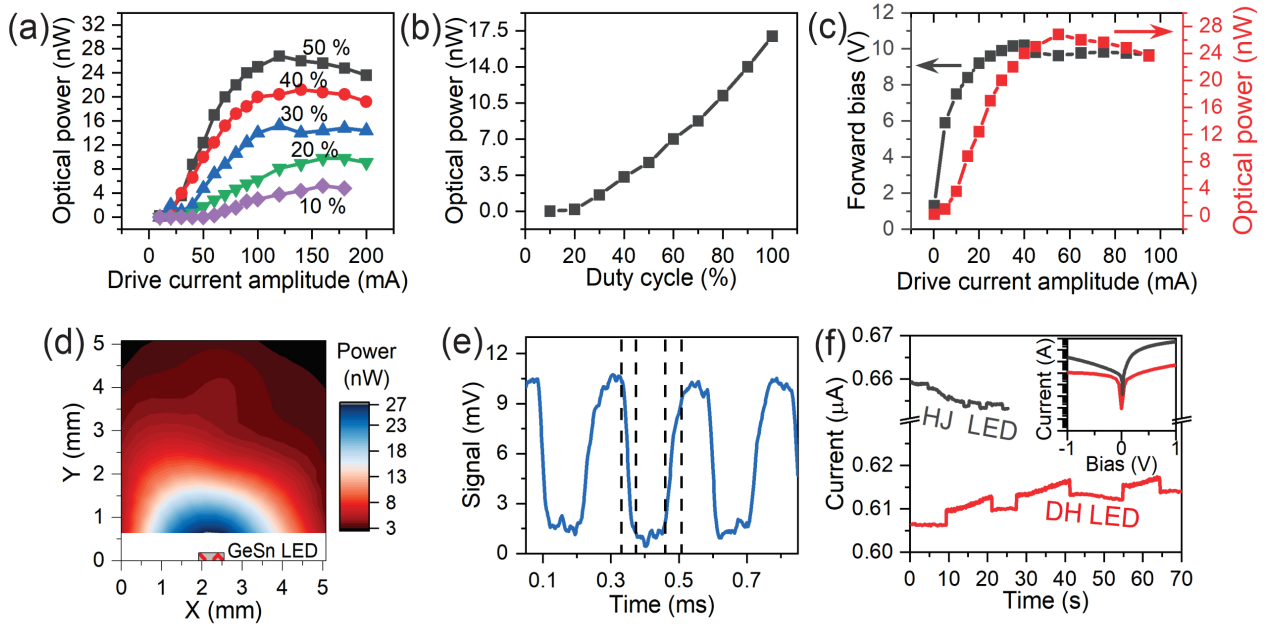 (a)
Optical power (nW)
32
28
24
20
16
12
8
4
0
50 %
40 %
30 %
20 %
10 %
0 50 100 150 200
Drive current amplitude (mA)
(b)
Optical power (nW)
17.5
14.0
10.5
7.0
3.5
0.0
0 20 40 60 80 100
Duty cycle (%)
(c)
Forward bias (V)
12
10
8
6
4
2
0
0 20 40 60 80 100
Drive current amplitude (mA)
28
24
20
16
12
8
4
0
Optical power (nW)
(d)
Y (mm)
5
4
3
2
1
0
GeSn LED
0 1 2 3 4 5
X (mm)
Power
(nW)
27
23
18
13
8
3
(e)
Signal (mV)
12
9
6
3
0
0.1 0.3 0.5 0.7
Time (ms)
(f)
Current (µA)
0.67
0.66
0.62
0.61
0.60
HJ LED
DH LED
0 10 20 30 40 50 60 70
Time (s)
Current (A)
-1 0 1
Bias (V)